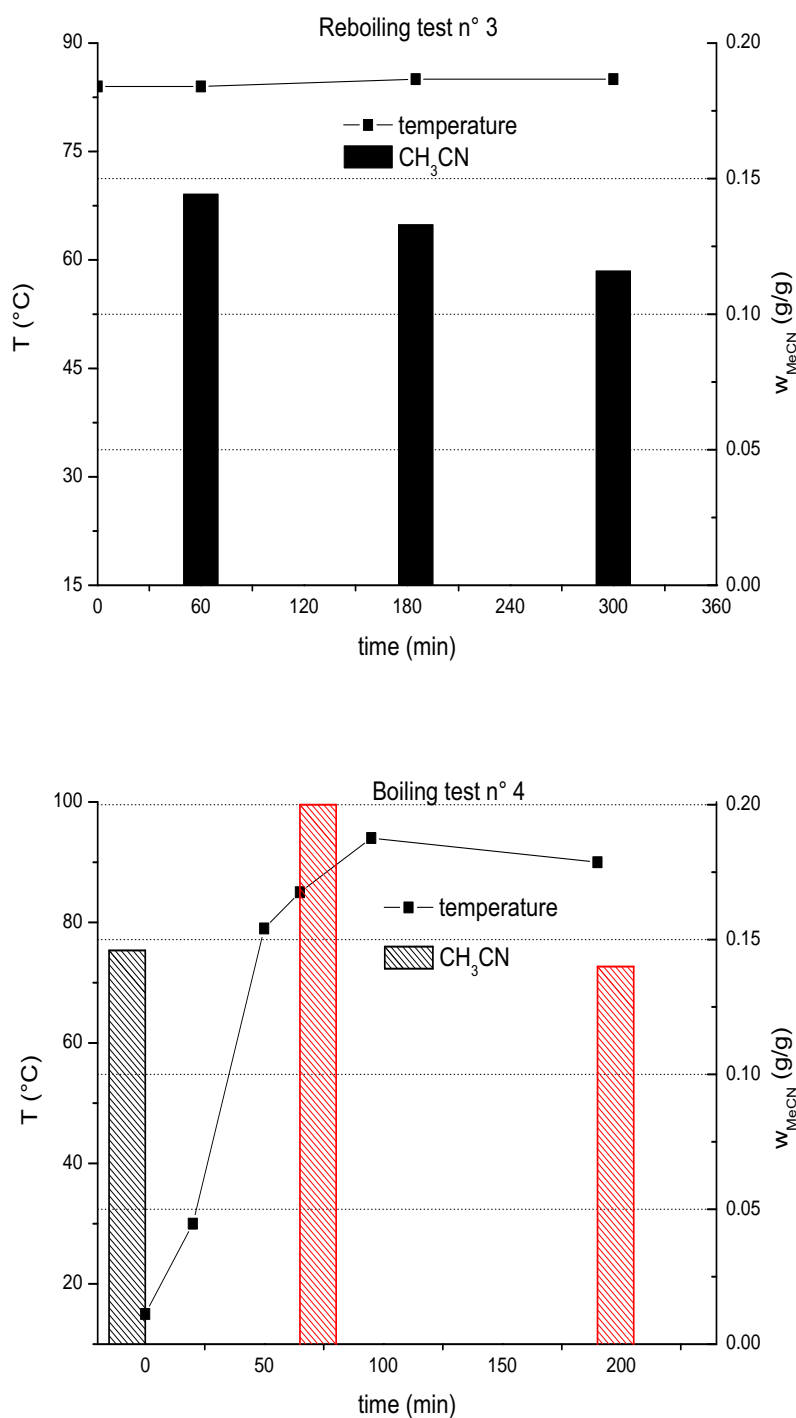 Reboiling test n° 3
90
75
60
45
30
15
T (°C)
temperature
CH₃CN
0.20
0.15
0.10
0.05
0.00
w_MeCN (g/g)
0 60 120 180 240 300 360
time (min)
Boiling test n° 4
100
80
60
40
20
T (°C)
temperature
CH₃CN
0.20
0.15
0.10
0.05
0.00
w_MeCN (g/g)
0 50 100 150 200
time (min)